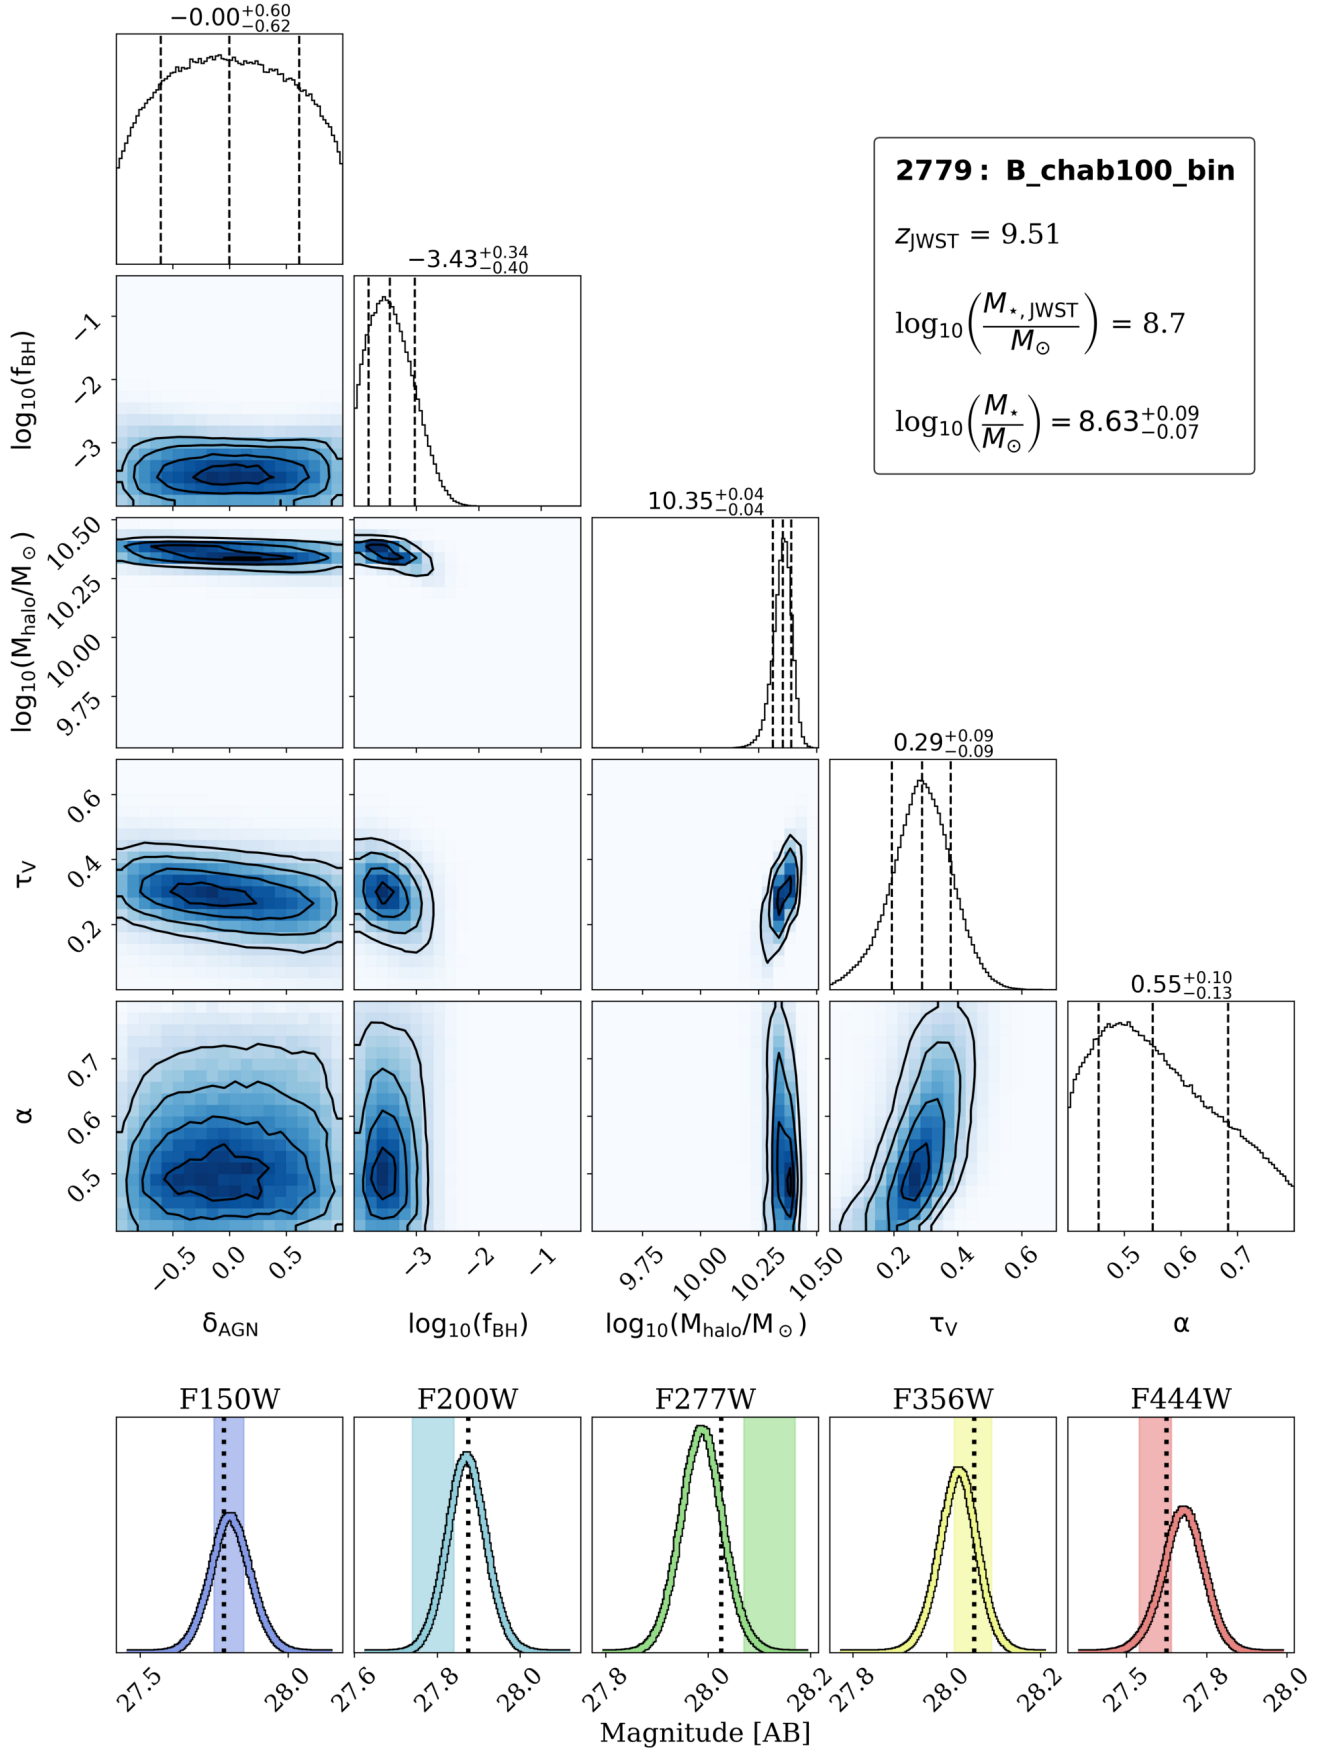 −0.00+0.60−0.62
−3.43+0.34−0.40
10.35+0.04−0.04
0.29+0.09−0.09
0.55+0.10−0.13
2779 : B_chab100_bin
zJWST = 9.51
log10(M⋆, JWST/M⊙) = 8.7
log10(M⋆/M⊙) = 8.63+0.09−0.07
log10(fBH)
−1
−2
−3
log10(Mhalo/M⊙)
10.50
10.25
10.00
9.75
τV
0.6
0.4
0.2
α
0.7
0.6
0.5
−0.5 0.0 0.5
−3 −2 −1
9.75 10.00 10.25 10.50
0.2 0.4 0.6
0.5 0.6 0.7
δAGN
log10(fBH)
log10(Mhalo/M⊙)
τV
α
F150W F200W F277W F356W F444W
27.5 28.0
27.6 27.8 28.0
27.8 28.0 28.2
27.8 28.0 28.2
27.5 27.8 28.0
Magnitude [AB]